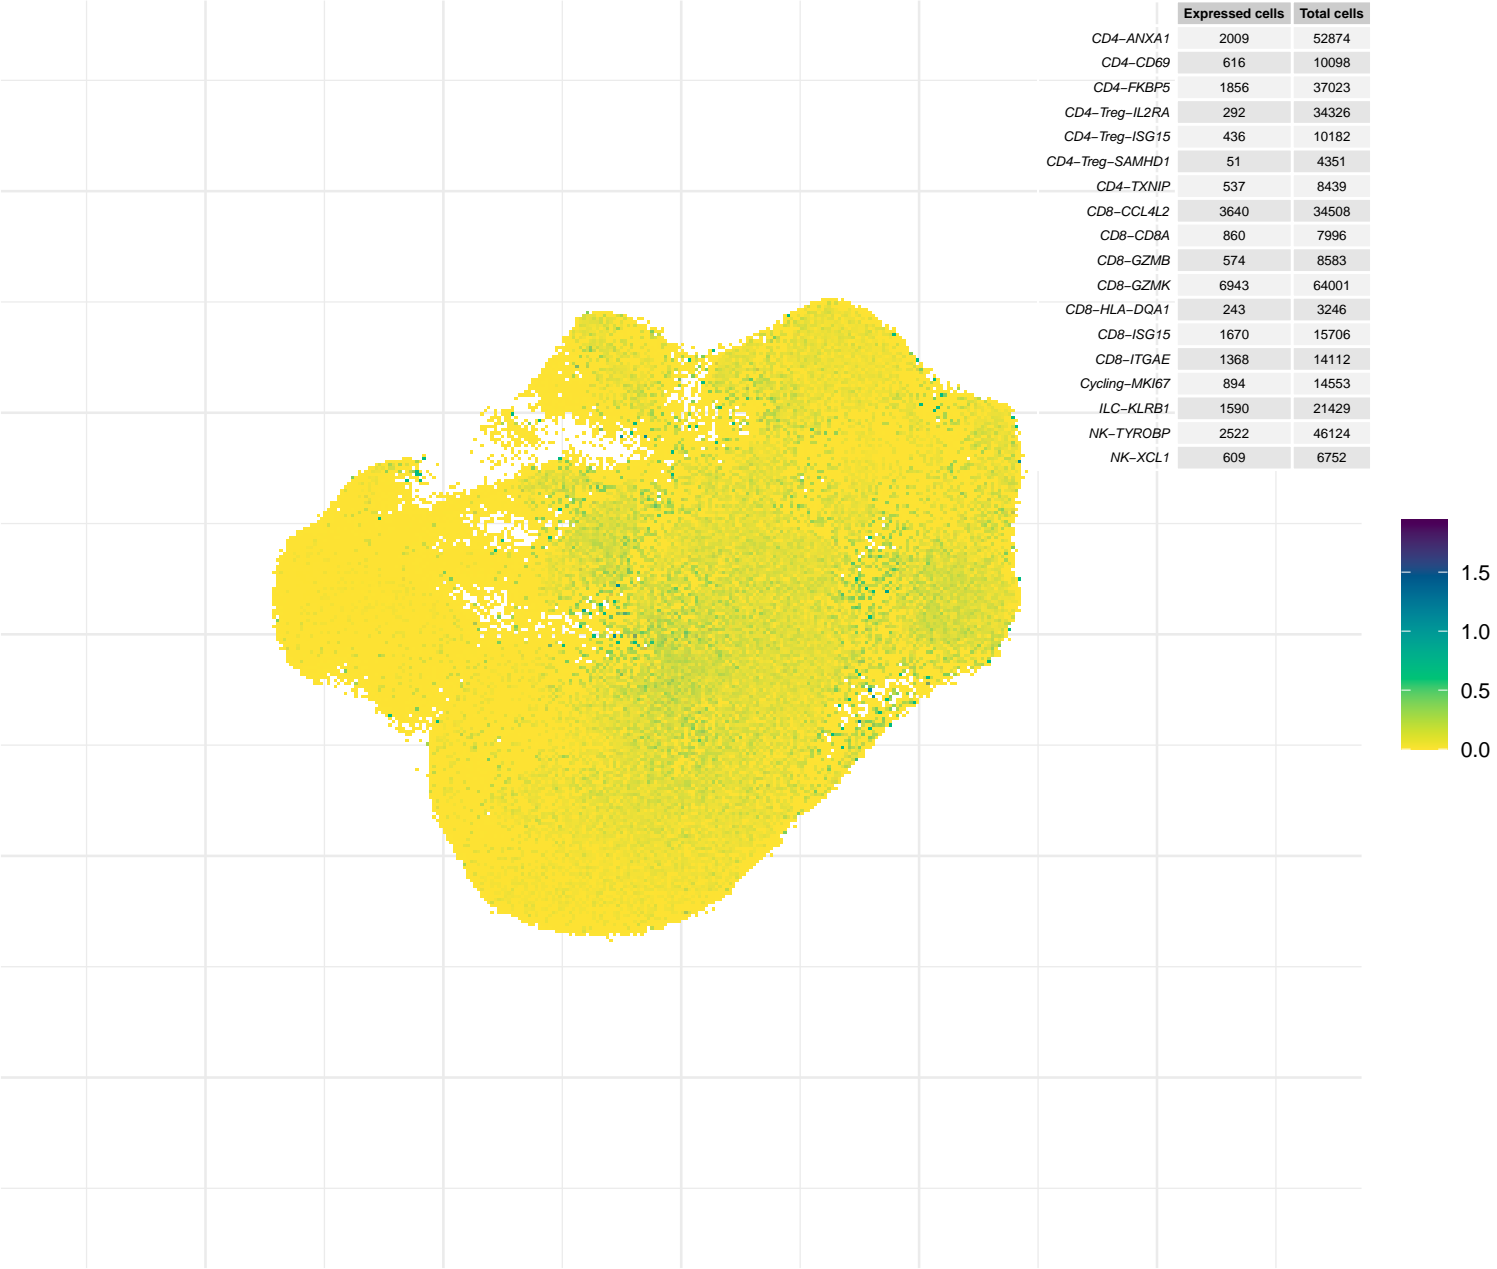 Expressed cells Total cells
CD4−ANXA1 2009 52874
CD4−CD69 616 10098
CD4−FKBP5 1856 37023
CD4−Treg−IL2RA 292 34326
CD4−Treg−ISG15 436 10182
CD4−Treg−SAMHD1 51 4351
CD4−TXNIP 537 8439
CD8−CCL4L2 3640 34508
CD8−CD8A 860 7996
CD8−GZMB 574 8583
CD8−GZMK 6943 64001
CD8−HLA−DQA1 243 3246
CD8−ISG15 1670 15706
CD8−ITGAE 1368 14112
Cycling−MKI67 894 14553
ILC−KLRB1 1590 21429
NK−TYROBP 2522 46124
NK−XCL1 609 6752
1.5
1.0
0.5
0.0